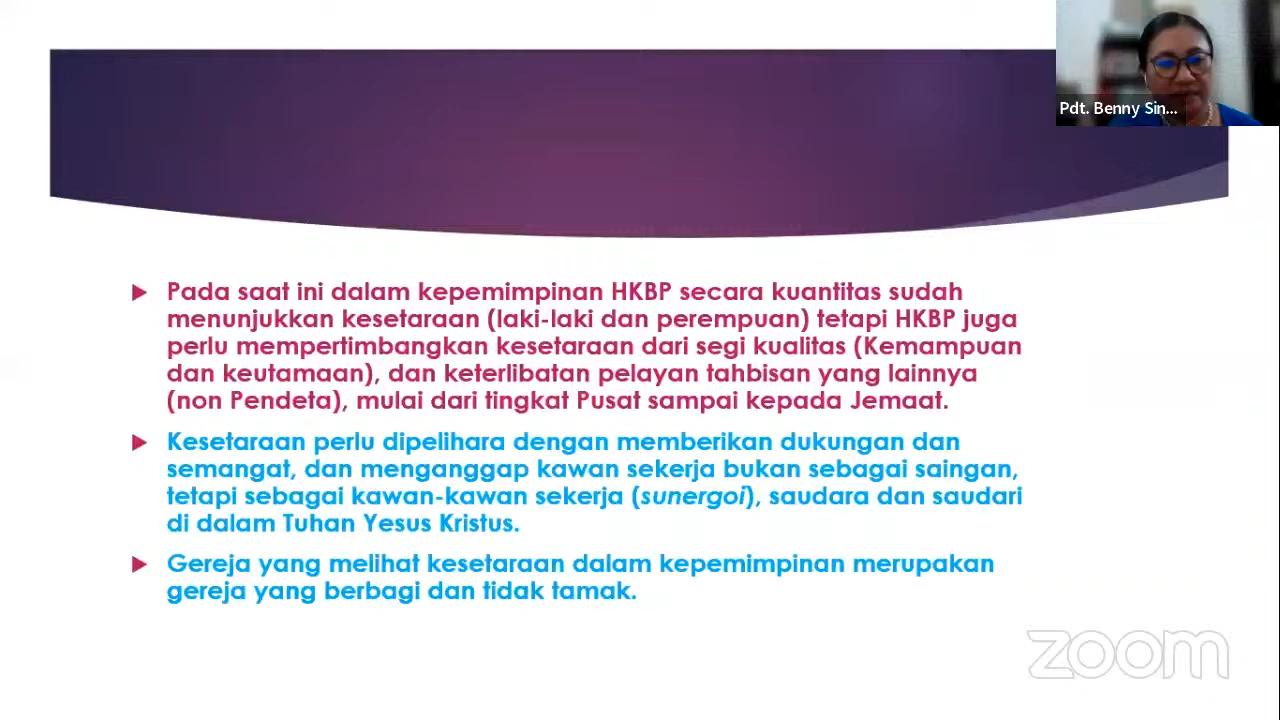 Pdt. Benny Sin...
Pada saat ini dalam kepemimpinan HKBP secara kuantitas sudah
menunjukkan kesetaraan (laki-laki dan perempuan) tetapi HKBP juga
perlu mempertimbangkan kesetaraan dari segi kualitas (Kemampuan
dan keutamaan), dan keterlibatan pelayan tahbisan yang lainnya
(non Pendeta), mulai dari tingkat Pusat sampai kepada Jemaat.
Kesetaraan perlu dipelihara dengan memberikan dukungan dan
semangat, dan menganggap kawan sekerja bukan sebagai saingan,
tetapi sebagai kawan-kawan sekerja (sunergoi), saudara dan saudari
di dalam Tuhan Yesus Kristus.
Gereja yang melihat kesetaraan dalam kepemimpinan merupakan
gereja yang berbagi dan tidak tamak.
zoom